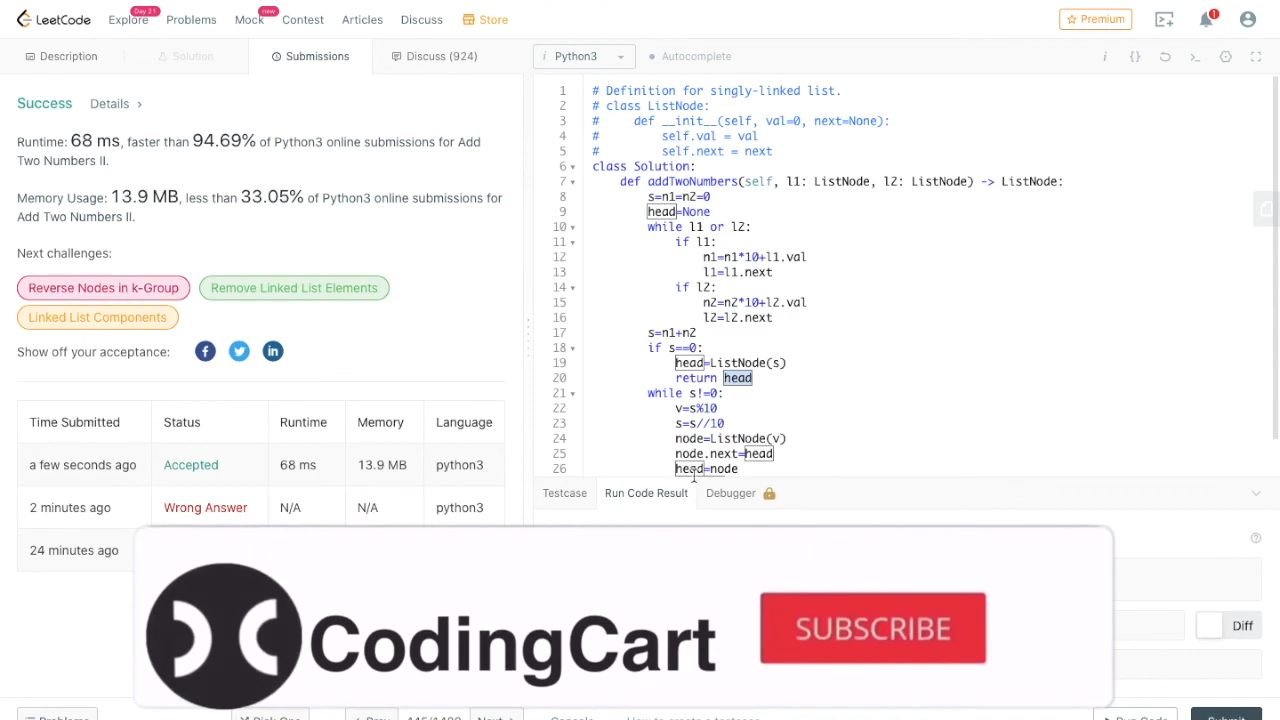 LeetCode
Explore
Day 21
Problems
Mock
new
Contest
Articles
Discuss
Store
Premium
1
Description
Solution
Submissions
Discuss (924)
i Python3
Autocomplete
Success Details >
Runtime: 68 ms, faster than 94.69% of Python3 online submissions for Add
Two Numbers II.
Memory Usage: 13.9 MB, less than 33.05% of Python3 online submissions for
Add Two Numbers II.
Next challenges:
Reverse Nodes in k-Group
Remove Linked List Elements
Linked List Components
Show off your acceptance:
Time Submitted Status Runtime Memory Language
a few seconds ago Accepted 68 ms 13.9 MB python3
2 minutes ago Wrong Answer N/A N/A python3
24 minutes ago
1 # Definition for singly-linked list.
2 # class ListNode:
3 #     def __init__(self, val=0, next=None):
4 #         self.val = val
5 #         self.next = next
6 class Solution:
7     def addTwoNumbers(self, l1: ListNode, l2: ListNode) -> ListNode:
8         s=n1=n2=0
9         head=None
10         while l1 or l2:
11             if l1:
12                 n1=n1*10+l1.val
13                 l1=l1.next
14             if l2:
15                 n2=n2*10+l2.val
16                 l2=l2.next
17         s=n1+n2
18         if s==0:
19             head=ListNode(s)
20             return head
21         while s!=0:
22             v=s%10
23             s=s//10
24             node=ListNode(v)
25             node.next=head
26             head=node
Testcase
Run Code Result
Debugger
Diff
CodingCart
SUBSCRIBE